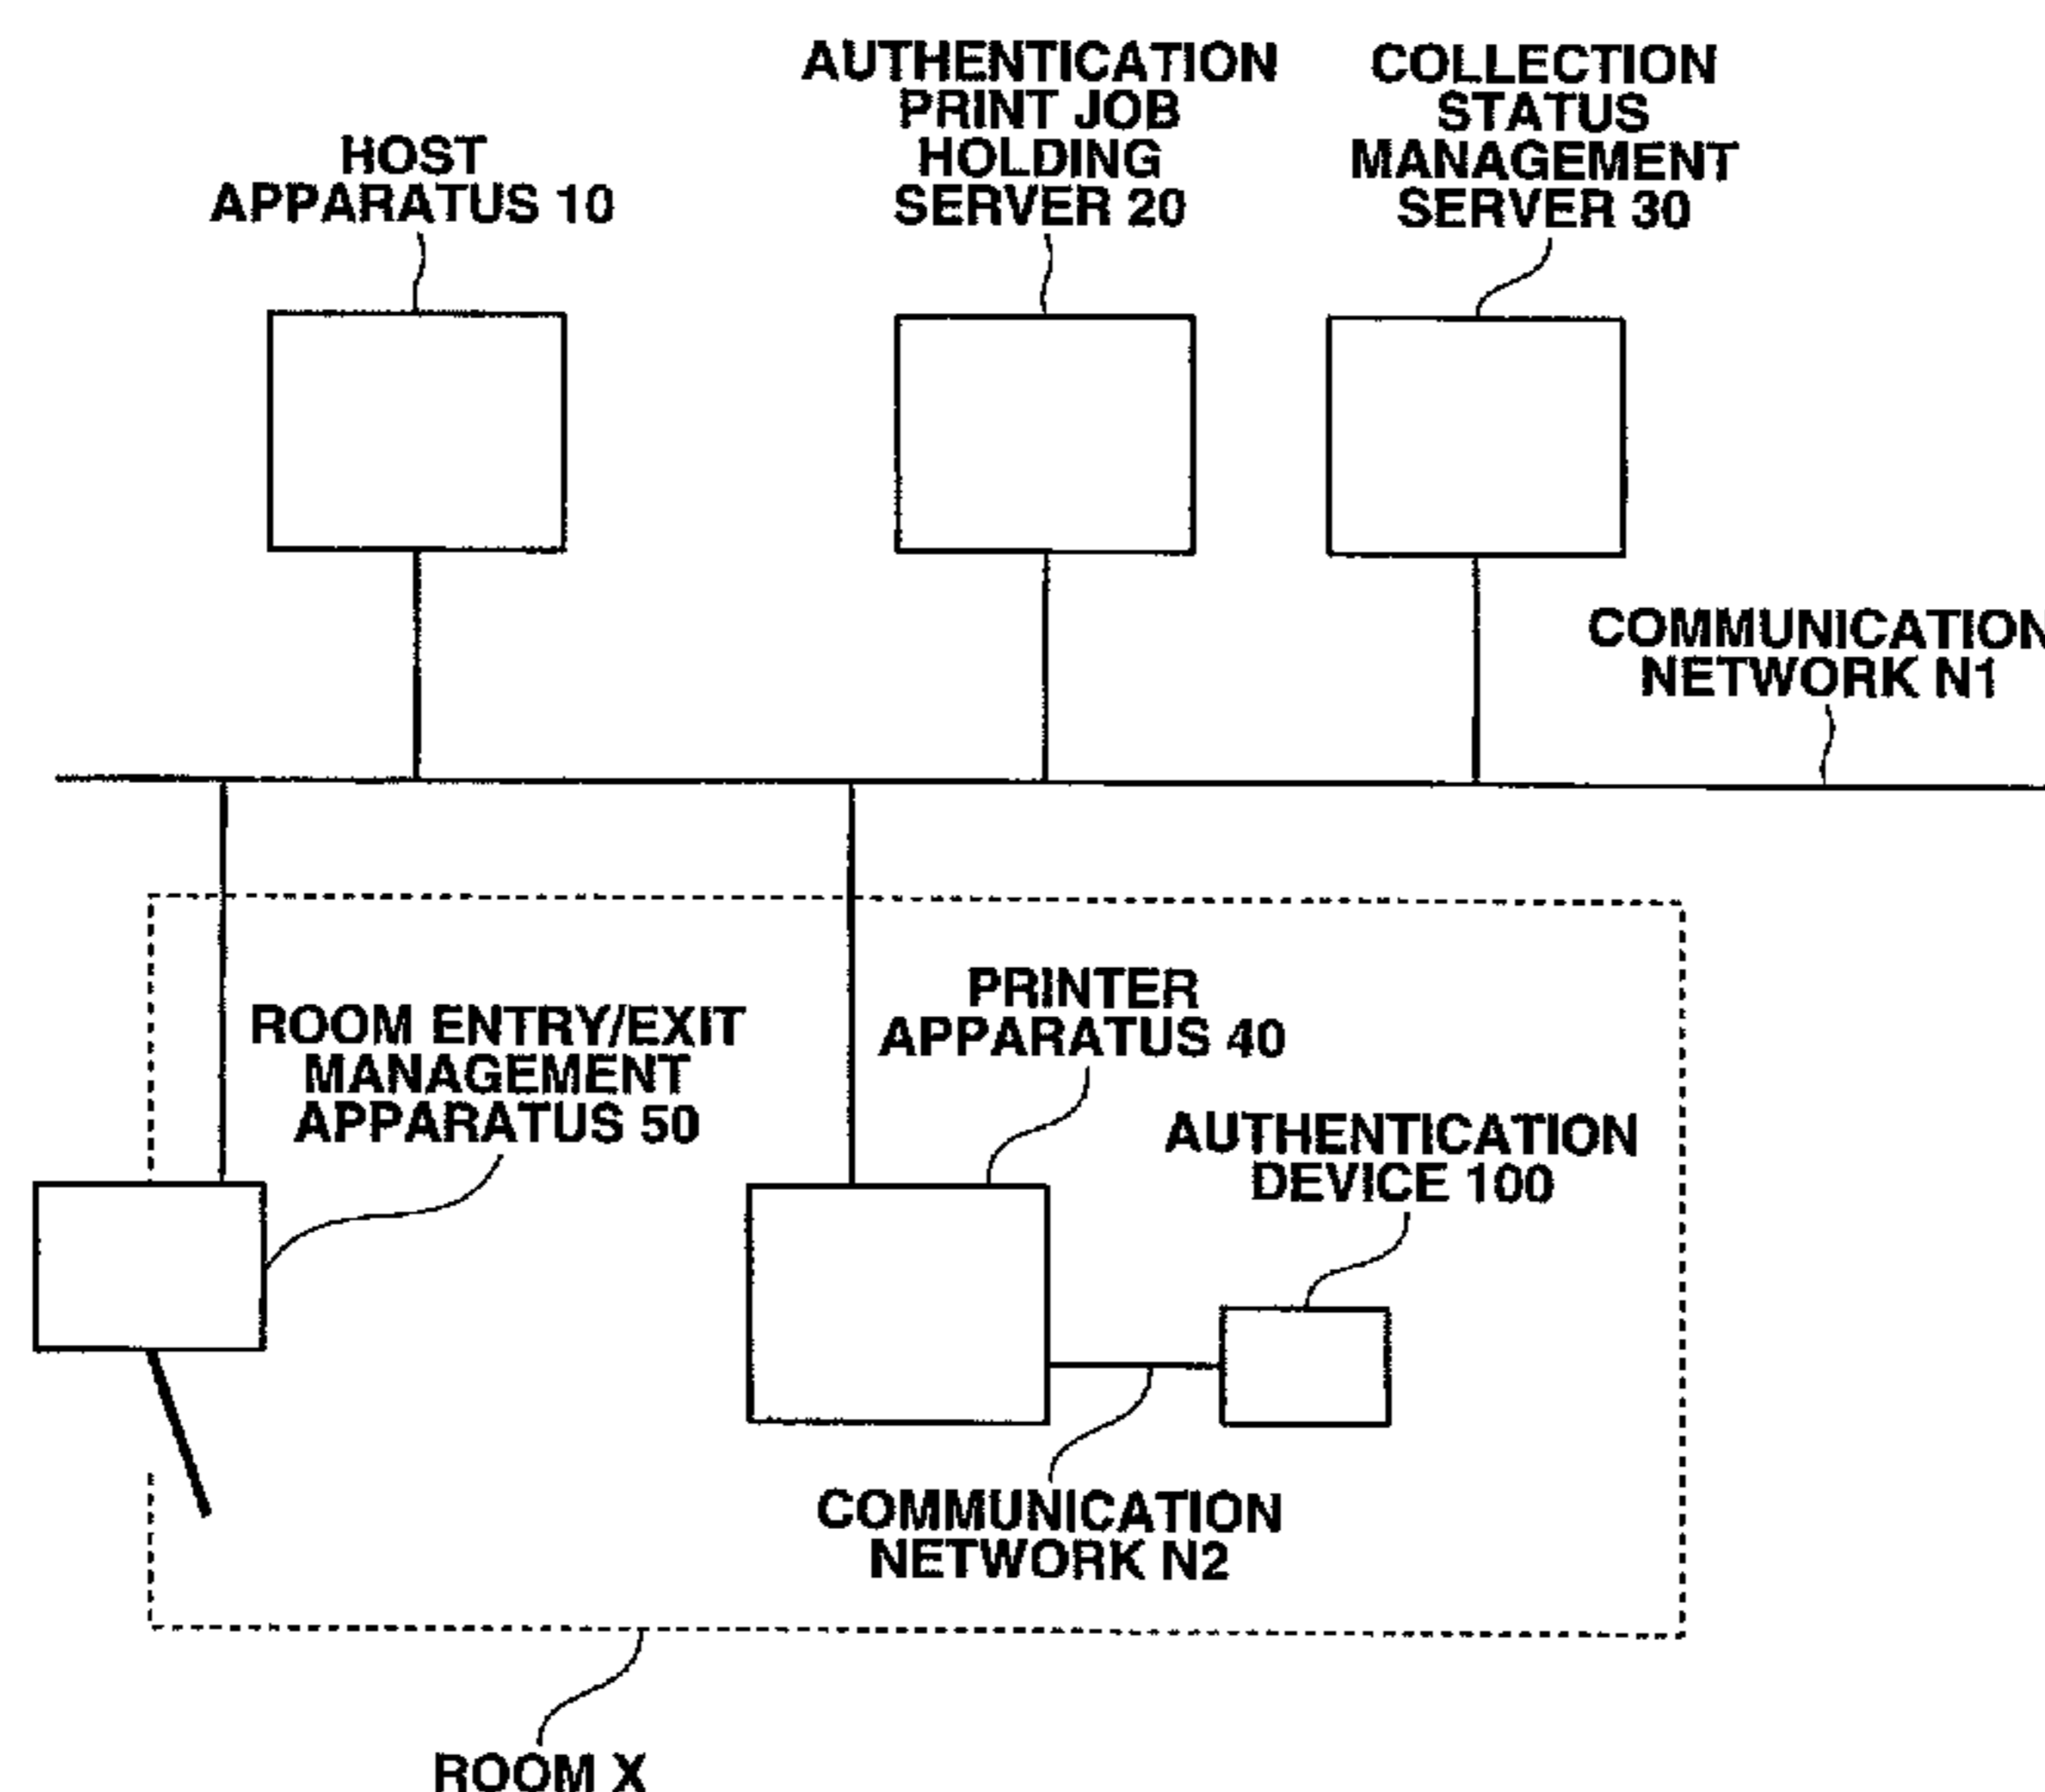 HOST
APPARATUS 10
AUTHENTICATION
PRINT JOB
HOLDING
SERVER 20
COLLECTION
STATUS
MANAGEMENT
SERVER 30
COMMUNICATION
NETWORK N1
ROOM ENTRY/EXIT
MANAGEMENT
APPARATUS 50
PRINTER
APPARATUS 40
AUTHENTICATION
DEVICE 100
COMMUNICATION
NETWORK N2
ROOM X